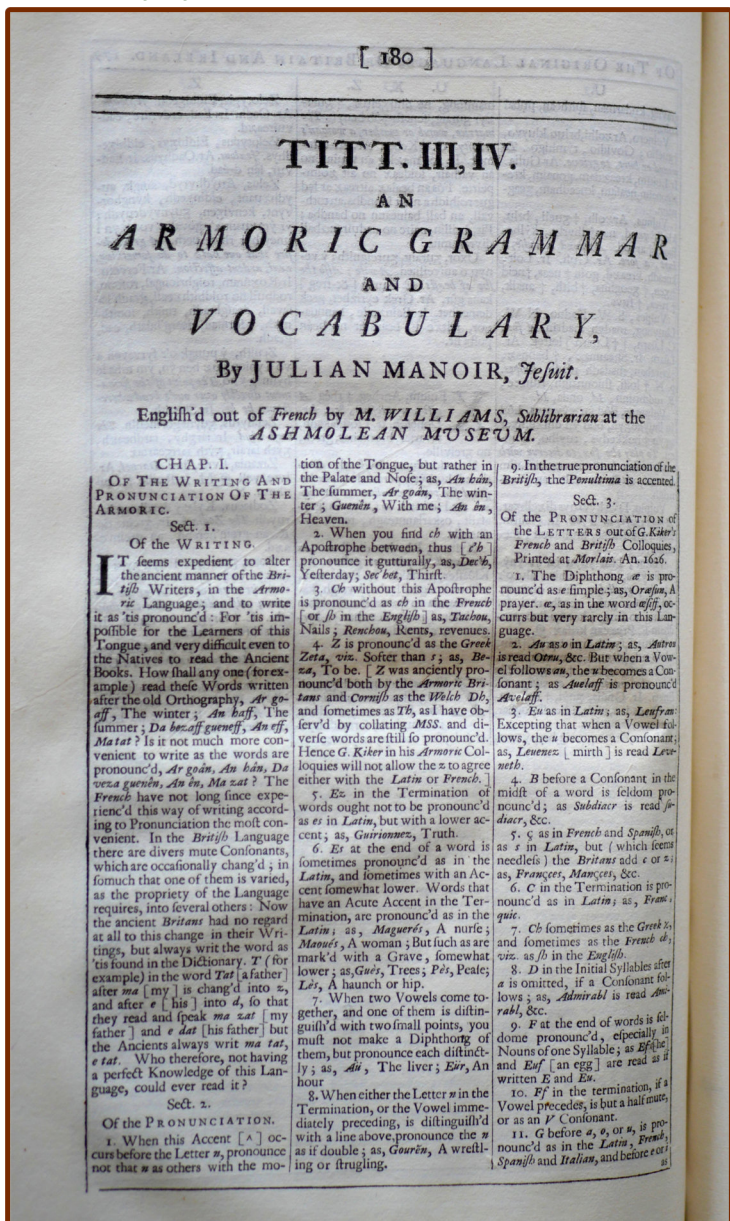 [ 180 ]
TITT. III, IV.
AN
ARMORIC GRAMMAR
AND
VOCABULARY,
By JULIAN MANOIR, Jeſuit.
Engliſh'd out of French by M. WILLIAMS, Sublibrarian at the
ASHMOLEAN MUSEUM.
CHAP. I.
OF THE WRITING AND
PRONUNCIATION OF THE
ARMORIC.
Sect. 1.
Of the WRITING.
IT ſeems expedient to alter
the ancient manner of the Bri-
tiſh Writers, in the Armo-
ric Language; and to write
it as 'tis pronounc'd: For 'tis im-
poſſible for the Learners of this
Tongue, and very difficult even to
the Natives to read the Ancient
Books. How ſhall any one (for ex-
ample) read theſe Words written
after the old Orthography, Ar go-
aff, The winter; An haff, The
ſummer; Da bezaff gueneff, An eff,
Ma tat? Is it not much more con-
venient to write as the words are
pronounc'd, Ar goán, An hán, Da
veza guenên, An ên, Ma zat? The
French have not long ſince expe-
rienc'd this way of writing accord-
ing to Pronunciation the moſt con-
venient. In the Britiſh Language
there are divers mute Conſonants,
which are occaſionally chang'd; in
ſomuch that one of them is varied,
as the propriety of the Language
requires, into ſeveral others: Now
the ancient Britans had no regard
at all to this change in their Wri-
tings, but always writ the word as
'tis found in the Dictionary. T (for
example) in the word Tat [a father]
after ma [my] is chang'd into z,
and after e [his] into d, ſo that
they read and ſpeak ma zat [my
father] and e dat [his father] but
the Ancients always writ ma tat,
e tat. Who therefore, not having
a perfect Knowledge of this Lan-
guage, could ever read it?
Sect. 2.
Of the PRONUNCIATION.
1. When this Accent [^] oc-
curs before the Letter n, pronounce
not that n as others with the mo-
tion of the Tongue, but rather in
the Palate and Noſe; as, An hân,
The ſummer, Ar goan, The win-
ter; Guenên, With me; An ên,
Heaven.
2. When you find ch with an
Apoſtrophe between, thus [c'h]
pronounce it gutturally, as, Dec'h,
Yeſterday; Sec'het, Thirſt.
3. Ch without this Apoſtrophe
is pronounc'd as ch in the French
[or ſh in the Engliſh] as, Tachou,
Nails; Renchou, Rents, revenues.
4. Z is pronounc'd as the Greek
Zeta, viz. Softer than s; as, Be-
za, To be. [Z was anciently pro-
nounc'd both by the Armoric Bri-
tans and Corniſh as the Welch Dh,
and ſometimes as Th, as I have ob-
ſerv'd by collating MSS. and di-
verſe words are ſtill ſo pronounc'd.
Hence G. Kiker in his Armoric Col-
loquies will not allow the z to agree
either with the Latin or French.]
5. Ez in the Termination of
words ought not to be pronounc'd
as es in Latin, but with a lower ac-
cent; as, Guirionnez, Truth.
6. Es at the end of a word is
ſometimes pronounc'd as in the
Latin, and ſometimes with an Ac-
cent ſomewhat lower. Words that
have an Acute Accent in the Ter-
mination, are pronounc'd as in the
Latin; as, Maguerés, A nurſe;
Maoués, A woman; But ſuch as are
mark'd with a Grave, ſomewhat
lower; as, Guès, Trees; Pès, Peaſe;
Lès, A haunch or hip.
7. When two Vowels come to-
gether, and one of them is diſtin-
guiſh'd with two ſmall points, you
muſt not make a Diphthong of
them, but pronounce each diſtinct-
ly; as, Aü, The liver; Eür, An
hour
8. When either the Letter n in the
Termination, or the Vowel imme-
diately preceding, is diſtinguiſh'd
with a line above, pronounce the n
as if double; as, Gourēn, A wreſtl-
ing or ſtrugling.
9. In the true pronunciation of the
Britiſh, the Penultima is accented.
Sect. 3.
Of the PRONUNCIATION of
the LETTERS out of G. Kiker's
French and Britiſh Colloquies,
Printed at Morlais. An. 1626.
1. The Diphthong æ is pro-
nounc'd as e ſimple; as, Oræſun, A
prayer. æ, as in the word æſiff, oc-
curs but very rarely in this Lan-
guage.
2. Au as o in Latin; as, Autrou
is read Otru, &c. But when a Vow-
el follows au, the u becomes a Con-
ſonant; as Auelaff is pronounc'd
Avelaff.
3. Eu as in Latin; as, Leufran:
Excepting that when a Vowel fol-
lows, the u becomes a Conſonant;
as, Leuenez [mirth] is read Leve-
neth.
4. B before a Conſonant in the
midſt of a word is ſeldom pro-
nounc'd; as Subdiacr is read ſu-
diacr, &c.
5. Ç as in French and Spaniſh, or
as s in Latin, but (which ſeems
needleſs) the Britans add c or z;
as, Françces, Mançces, &c.
6. C in the Termination is pro-
nounc'd as in Latin; as, Franc,
quic.
7. Ch ſometimes as the Greek χ,
and ſometimes as the French ch,
viz. as ſh in the Engliſh.
8. D in the Initial Syllables after
a is omitted, if a Conſonant fol-
lows; as, Admirabl is read Ami-
rabl, &c.
9. F at the end of words is ſel-
dome pronounc'd, eſpecially in
Nouns of one Syllable; as Ef [he]
and Euf [an egg] are read as if
written E and Eu.
10. Ff in the termination, if a
Vowel precedes, is but a half mute,
or as an V Conſonant.
11. G before a, o, or u, is pro-
nounc'd as in the Latin, French,
Spaniſh and Italian, and before e or i
as